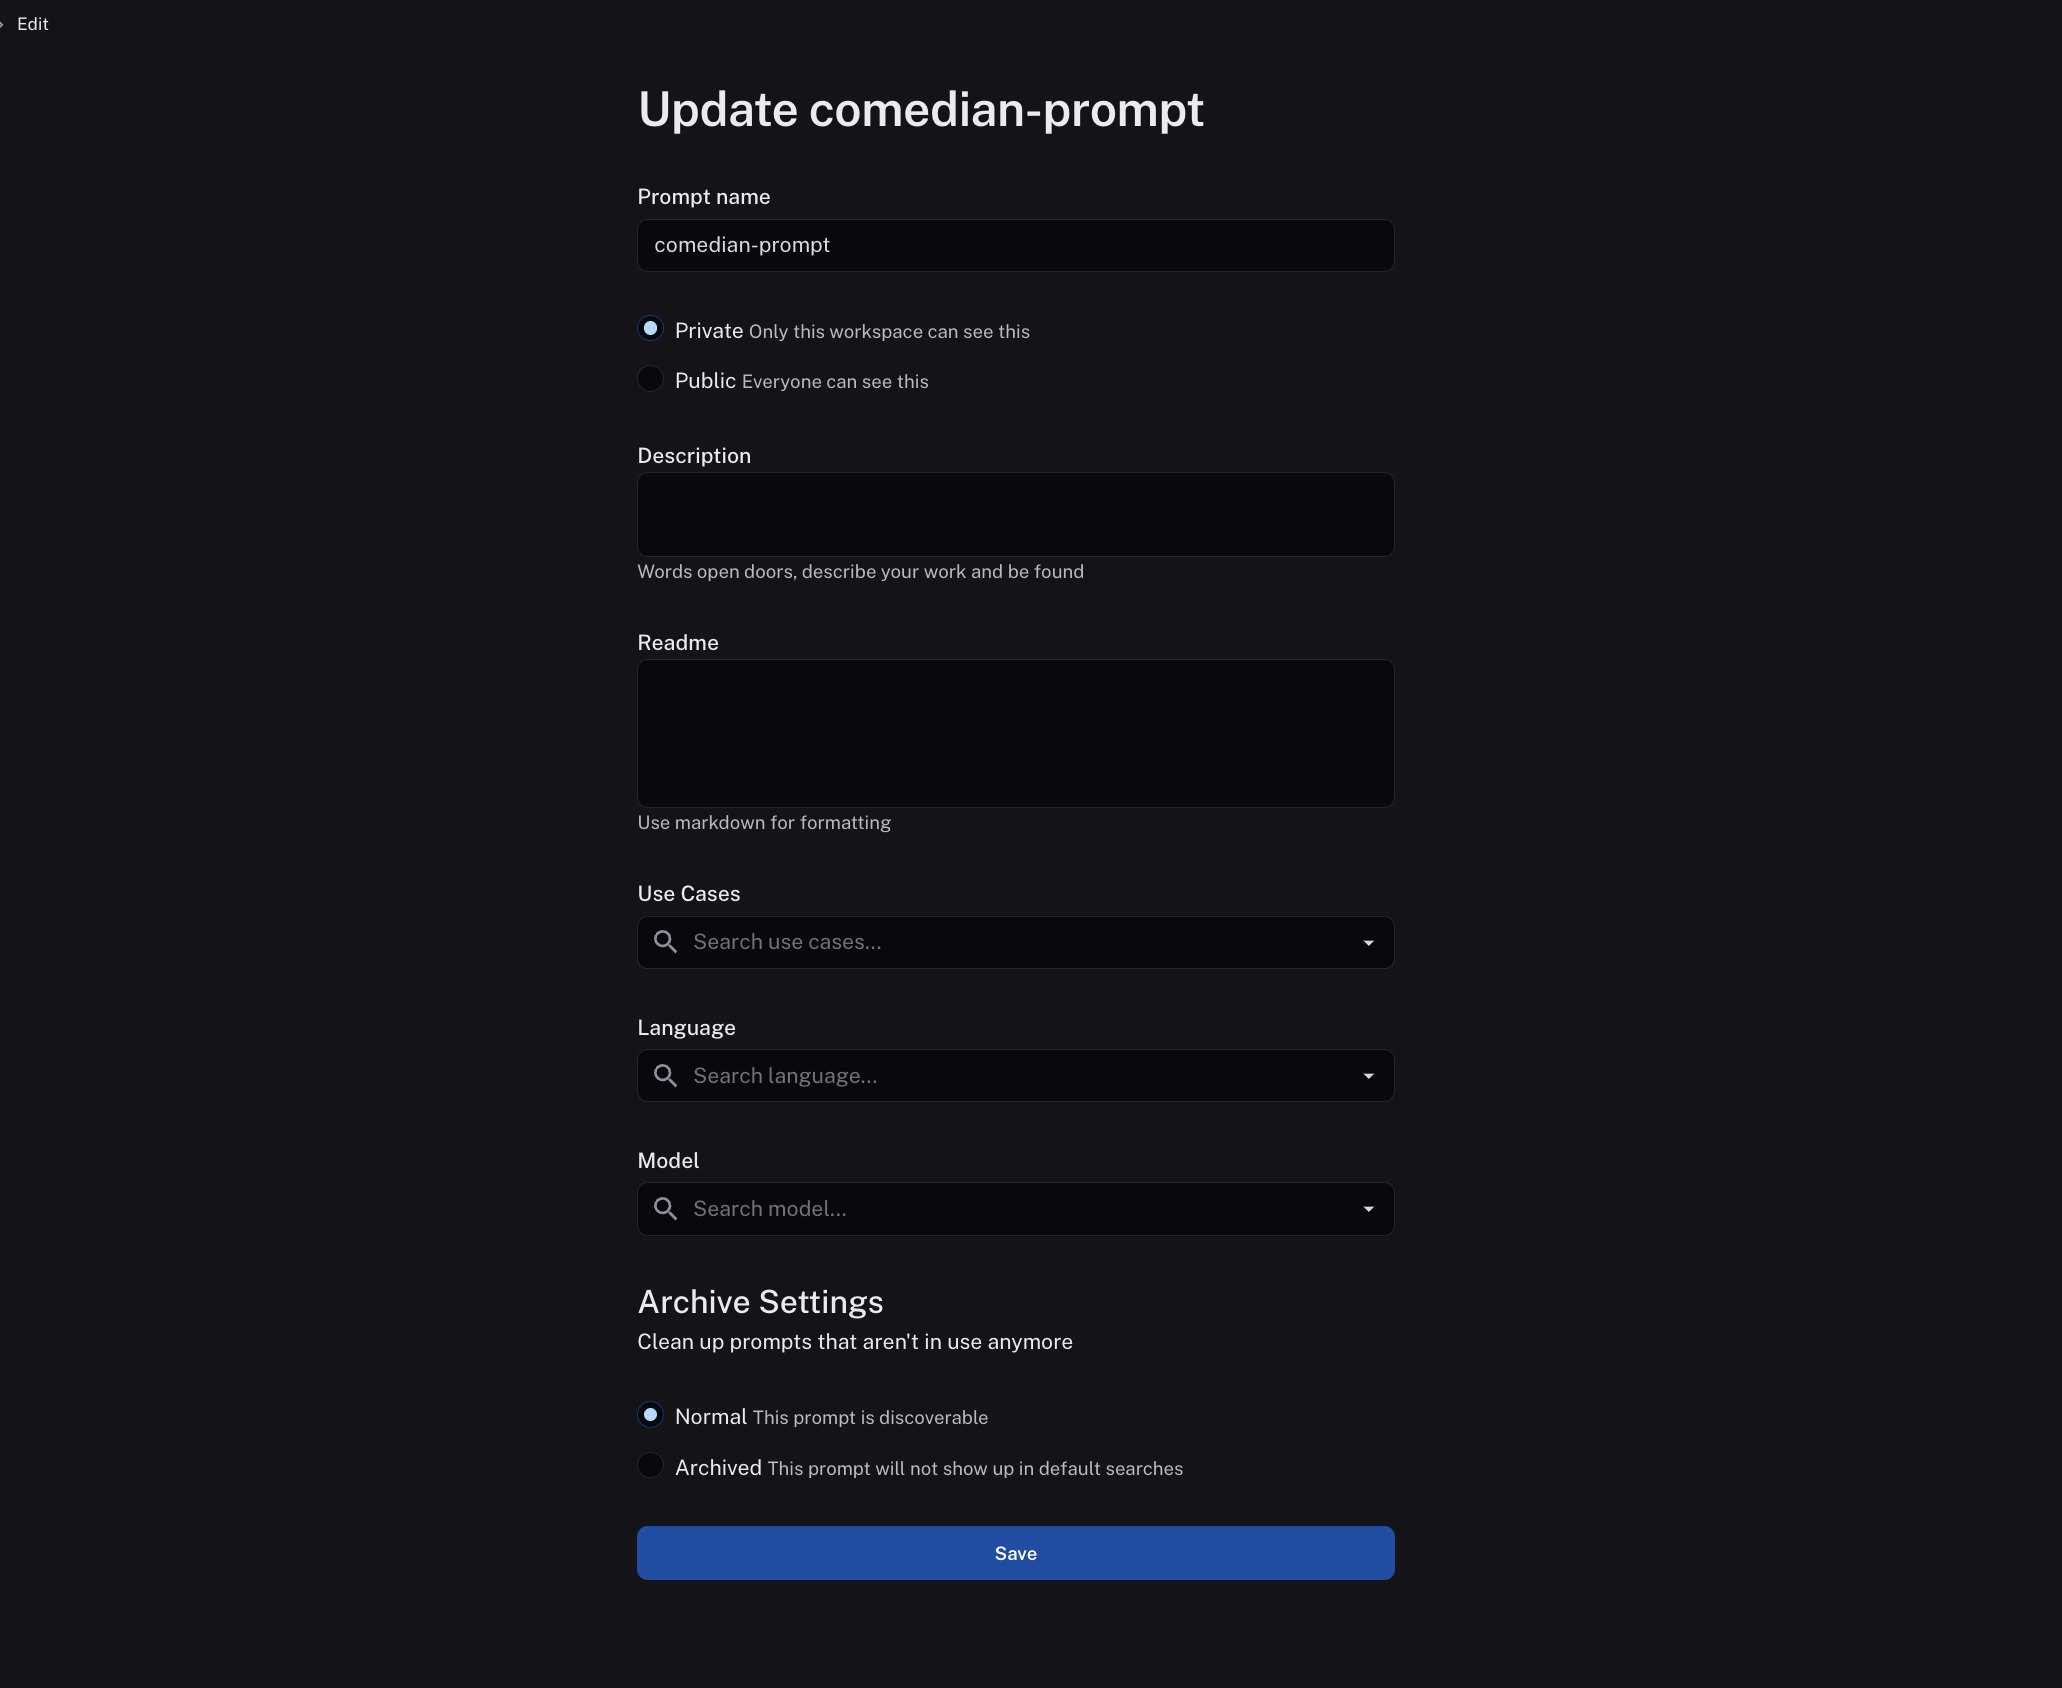 Edit
Update comedian-prompt
Prompt name
comedian-prompt
Private Only this workspace can see this
Public Everyone can see this
Description
Words open doors, describe your work and be found
Readme
Use markdown for formatting
Use Cases
Search use cases...
Language
Search language...
Model
Search model...
Archive Settings
Clean up prompts that aren't in use anymore
Normal This prompt is discoverable
Archived This prompt will not show up in default searches
Save